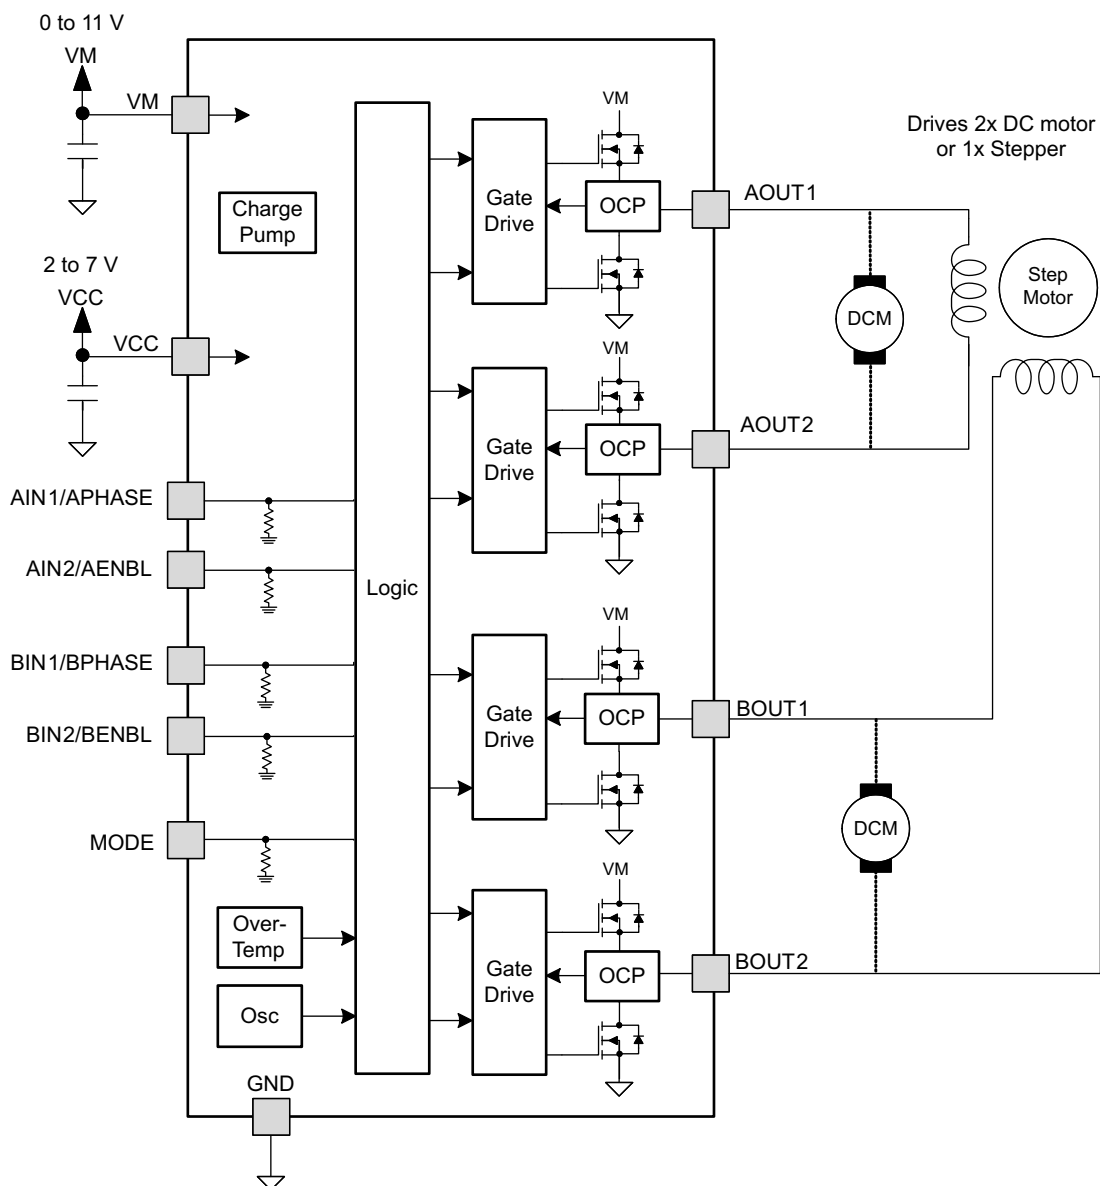 0 to 11 V
VM
VM
Charge
Pump
2 to 7 V
VCC
VCC
AIN1/APHASE
AIN2/AENBL
BIN1/BPHASE
BIN2/BENBL
MODE
Over-
Temp
Osc
GND
Logic
Gate
Drive
VM
OCP
AOUT1
Gate
Drive
VM
OCP
AOUT2
Gate
Drive
VM
OCP
BOUT1
Gate
Drive
VM
OCP
BOUT2
Drives 2x DC motor
or 1x Stepper
DCM
Step
Motor
DCM